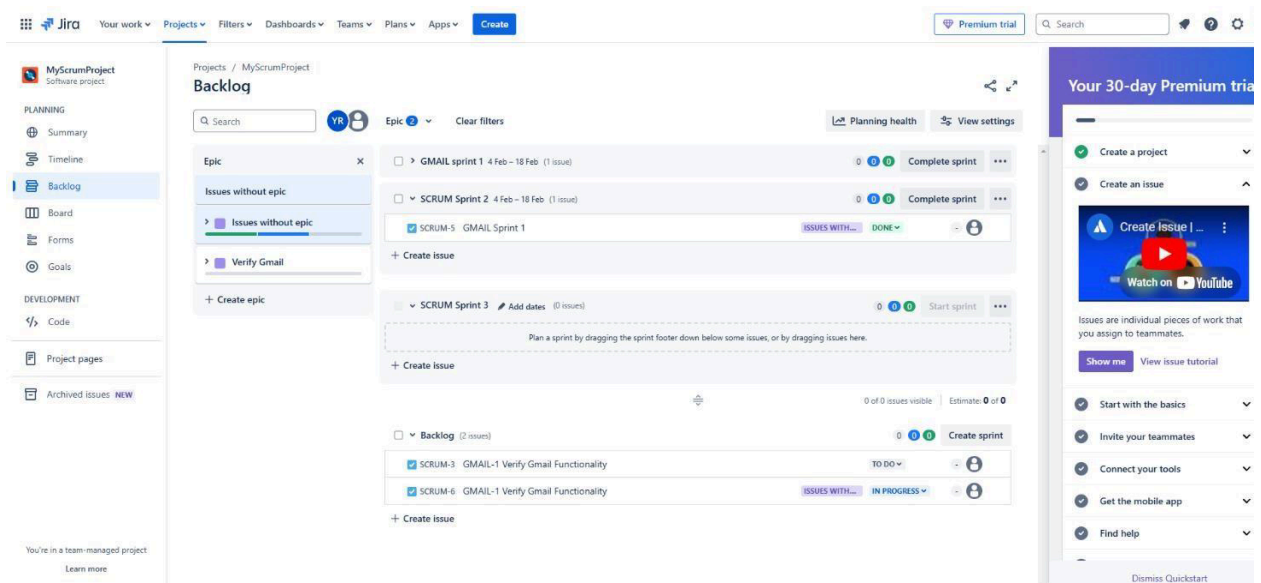 Jira Your work Projects Filters Dashboards Teams Plans Apps Create Premium trial Search
MyScrumProject
Software project
PLANNING
Summary
Timeline
Backlog
Board
Forms
Goals
DEVELOPMENT
Code
Project pages
Archived issues NEW
You're in a team-managed project
Learn more
Projects / MyScrumProject
Backlog
Search YR Epic 2 Clear filters Planning health View settings
Epic
Issues without epic
Issues without epic
Verify Gmail
+ Create epic
GMAIL sprint 1 4 Feb – 18 Feb (1 issue) 0 0 0 Complete sprint
SCRUM Sprint 2 4 Feb – 18 Feb (1 issue) 0 0 0 Complete sprint
SCRUM-5 GMAIL Sprint 1 ISSUES WITH... DONE -
+ Create issue
SCRUM Sprint 3 Add dates (0 issues) 0 0 0 Start sprint
Plan a sprint by dragging the sprint footer down below some issues, or by dragging issues here.
+ Create issue
0 of 0 issues visible Estimate: 0 of 0
Backlog (2 issues) 0 0 0 Create sprint
SCRUM-3 GMAIL-1 Verify Gmail Functionality TO DO -
SCRUM-6 GMAIL-1 Verify Gmail Functionality ISSUES WITH... IN PROGRESS -
+ Create issue
Your 30-day Premium tria
Create a project
Create an issue
Create Issue | ...
Watch on YouTube
Issues are individual pieces of work that
you assign to teammates.
Show me View issue tutorial
Start with the basics
Invite your teammates
Connect your tools
Get the mobile app
Find help
Dismiss Quickstart